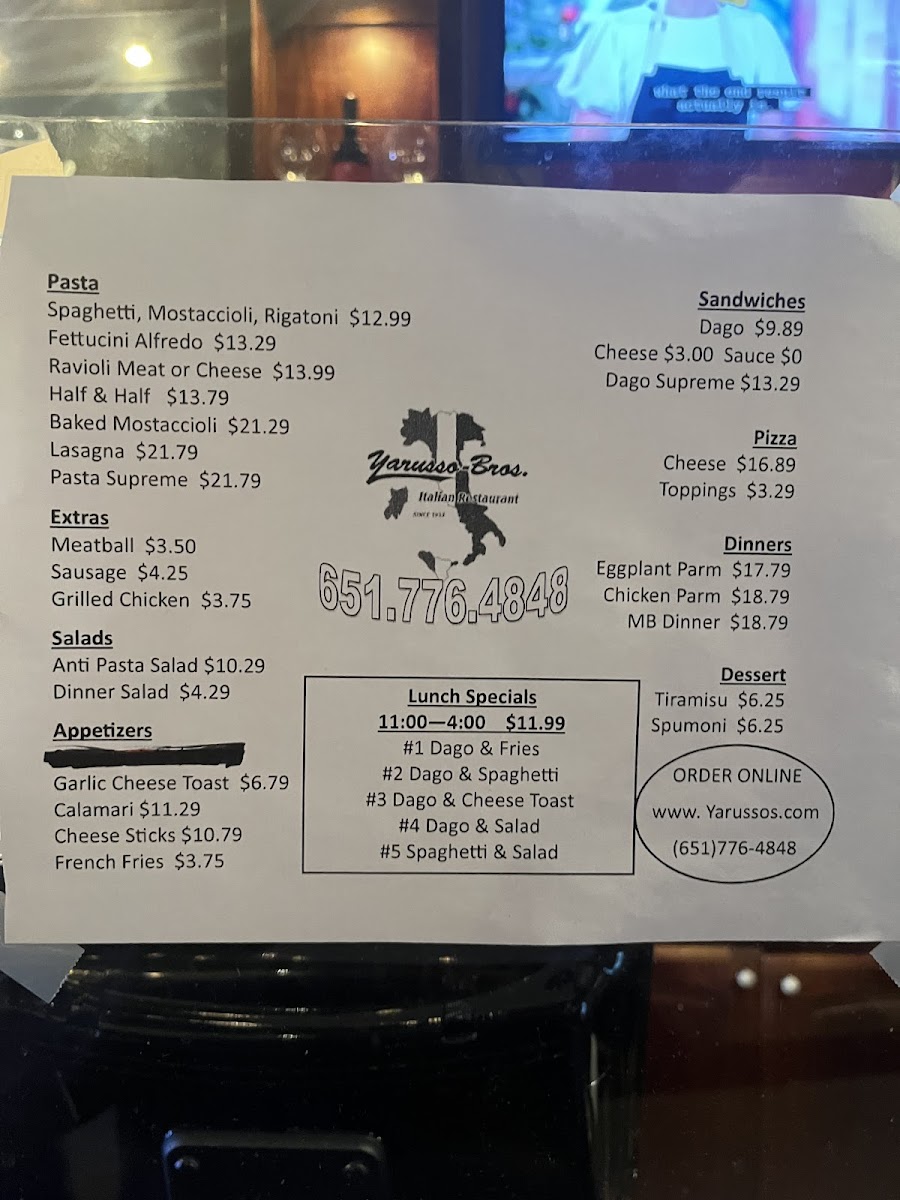 what the omb events
actually is.
Pasta
Spaghetti, Mostaccioli, Rigatoni $12.99
Fettucini Alfredo $13.29
Ravioli Meat or Cheese $13.99
Half & Half $13.79
Baked Mostaccioli $21.29
Lasagna $21.79
Pasta Supreme $21.79
Extras
Meatball $3.50
Sausage $4.25
Grilled Chicken $3.75
Salads
Anti Pasta Salad $10.29
Dinner Salad $4.29
Appetizers
Garlic Cheese Toast $6.79
Calamari $11.29
Cheese Sticks $10.79
French Fries $3.75
Yarusso-Bros.
Italian Restaurant
SINCE
651.776.4848
Lunch Specials
11:00—4:00 $11.99
#1 Dago & Fries
#2 Dago & Spaghetti
#3 Dago & Cheese Toast
#4 Dago & Salad
#5 Spaghetti & Salad
Sandwiches
Dago $9.89
Cheese $3.00 Sauce $0
Dago Supreme $13.29
Pizza
Cheese $16.89
Toppings $3.29
Dinners
Eggplant Parm $17.79
Chicken Parm $18.79
MB Dinner $18.79
Dessert
Tiramisu $6.25
Spumoni $6.25
ORDER ONLINE
www. Yarussos.com
(651)776-4848